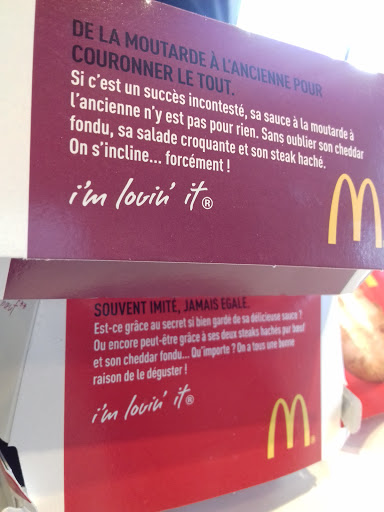 DE LA MOUTARDE À L'ANCIENNE POUR
COURONNER LE TOUT.
Si c'est un succès incontesté, sa sauce à la moutarde à
l'ancienne n'y est pas pour rien. Sans oublier son cheddar
fondu, sa salade croquante et son steak haché.
On s'incline... forcément !
i'm lovin' it®
SOUVENT IMITÉ, JAMAIS ÉGALÉ.
Est-ce grâce au secret si bien gardé de sa délicieuse sauce ?
Ou encore peut-être grâce à ses deux steaks hachés pur bœuf
et son cheddar fondu... Qu'importe ? On a tous une bonne
raison de le déguster !
i'm lovin' it®